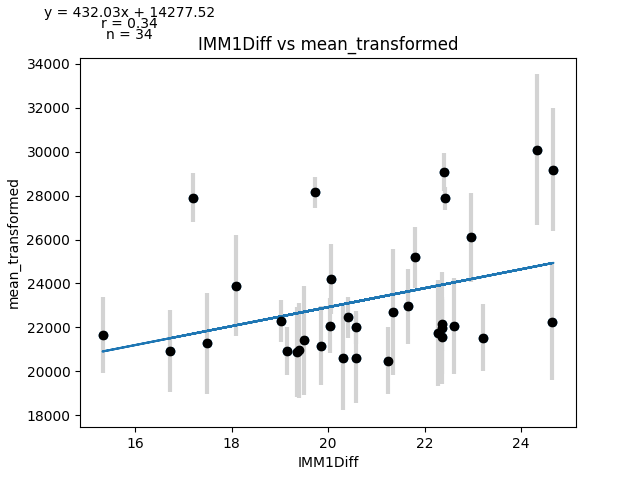 y = 432.03x + 14277.52
r = 0.34
n = 34
IMM1Diff vs mean_transformed
34000
32000
30000
28000
26000
24000
22000
20000
18000
mean_transformed
16
18
20
22
24
IMM1Diff